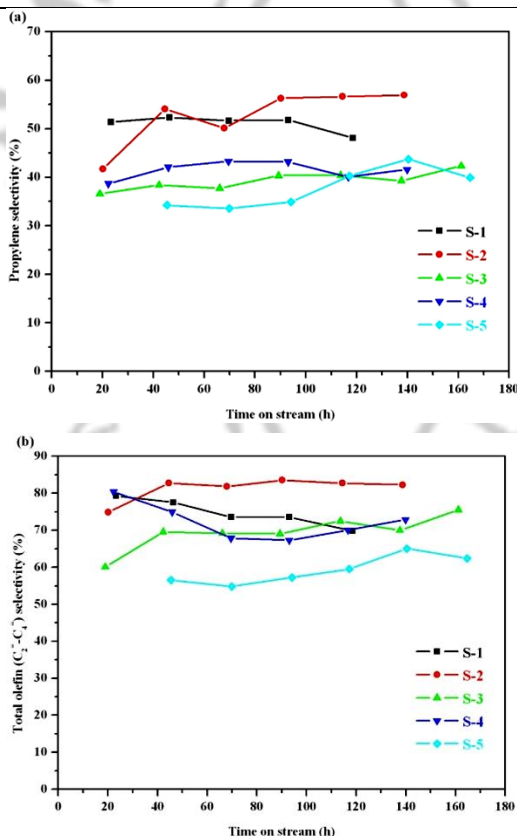 (a)
70
60
50
40
30
20
10
0
Propylene selectivity (%)
S-1
S-2
S-3
S-4
S-5
0 20 40 60 80 100 120 140 160 180
Time on stream (h)
(b)
90
80
70
60
50
40
30
20
10
0
Total olefin (C₂⁼-C₄⁼) selectivity (%)
S-1
S-2
S-3
S-4
S-5
0 20 40 60 80 100 120 140 160 180
Time on stream (h)